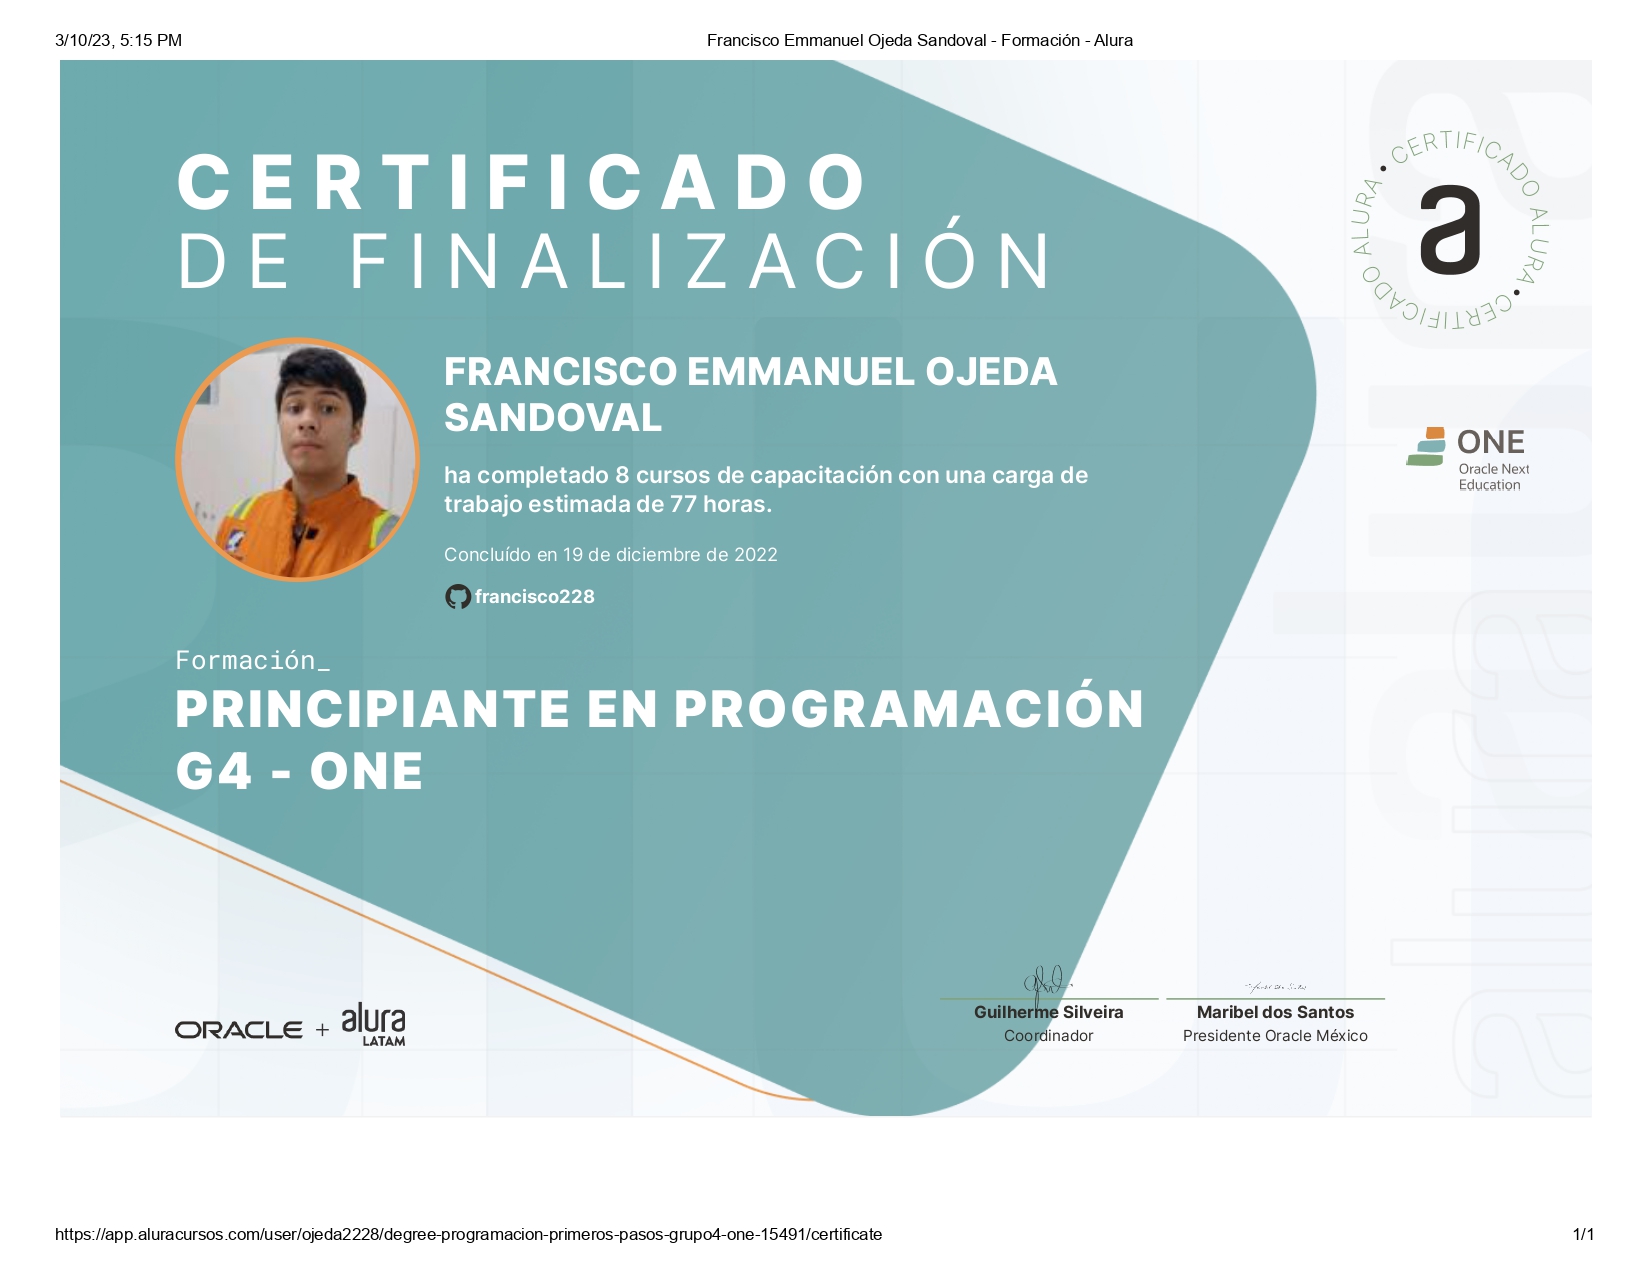 3/10/23, 5:15 PM
Francisco Emmanuel Ojeda Sandoval - Formación - Alura
CERTIFICADO
DE FINALIZACIÓN
CERTIFICADO ALURA • CERTIFICADO ALURA •
a
FRANCISCO EMMANUEL OJEDA
SANDOVAL
ha completado 8 cursos de capacitación con una carga de
trabajo estimada de 77 horas.
Concluído en 19 de diciembre de 2022
francisco228
ONE
Oracle Next
Education
Formación_
PRINCIPIANTE EN PROGRAMACIÓN
G4 - ONE
ORACLE + alura
LATAM
Guilherme Silveira
Coordinador
Maribel dos Santos
Presidente Oracle México
alura
alura
https://app.aluracursos.com/user/ojeda2228/degree-programacion-primeros-pasos-grupo4-one-15491/certificate
1/1